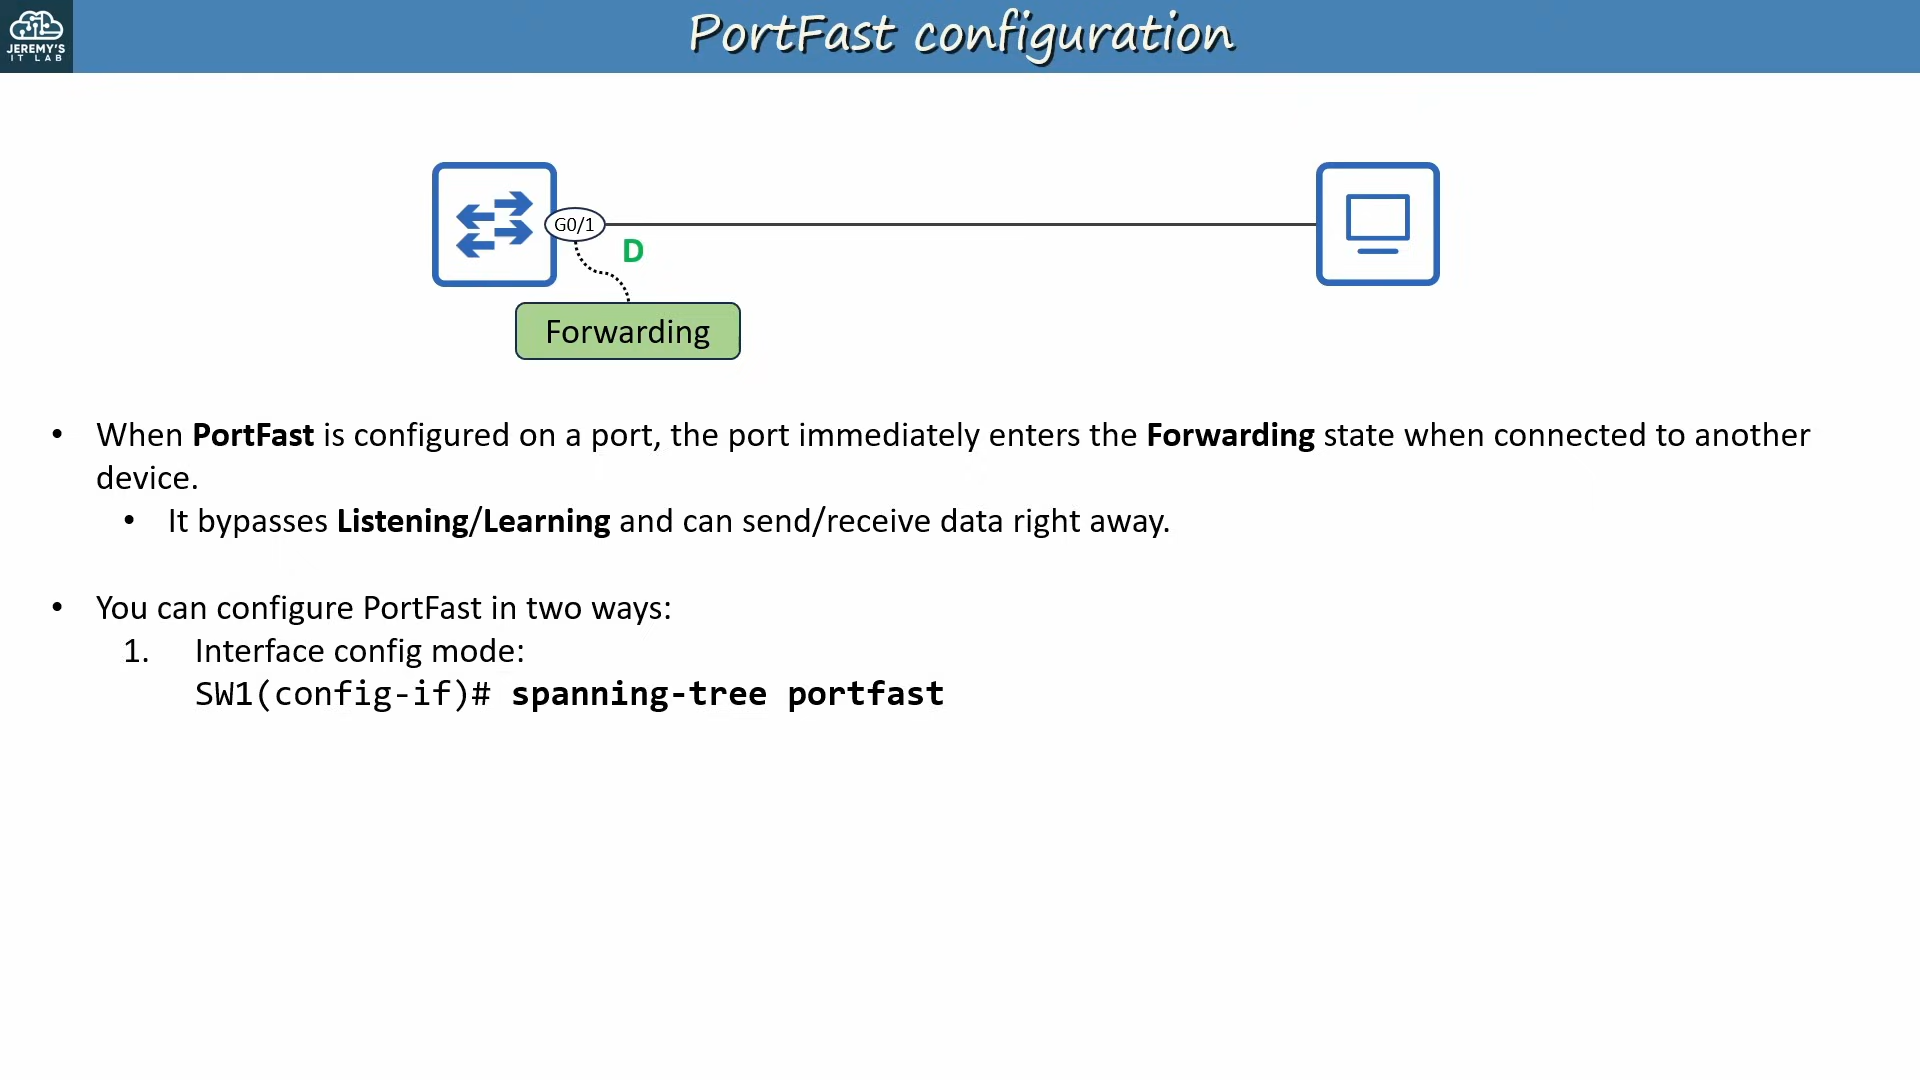 JEREMY'S
IT LAB
PortFast configuration
G0/1
D
Forwarding
• When PortFast is configured on a port, the port immediately enters the Forwarding state when connected to another
device.
• It bypasses Listening/Learning and can send/receive data right away.
• You can configure PortFast in two ways:
1. Interface config mode:
SW1(config-if)# spanning-tree portfast